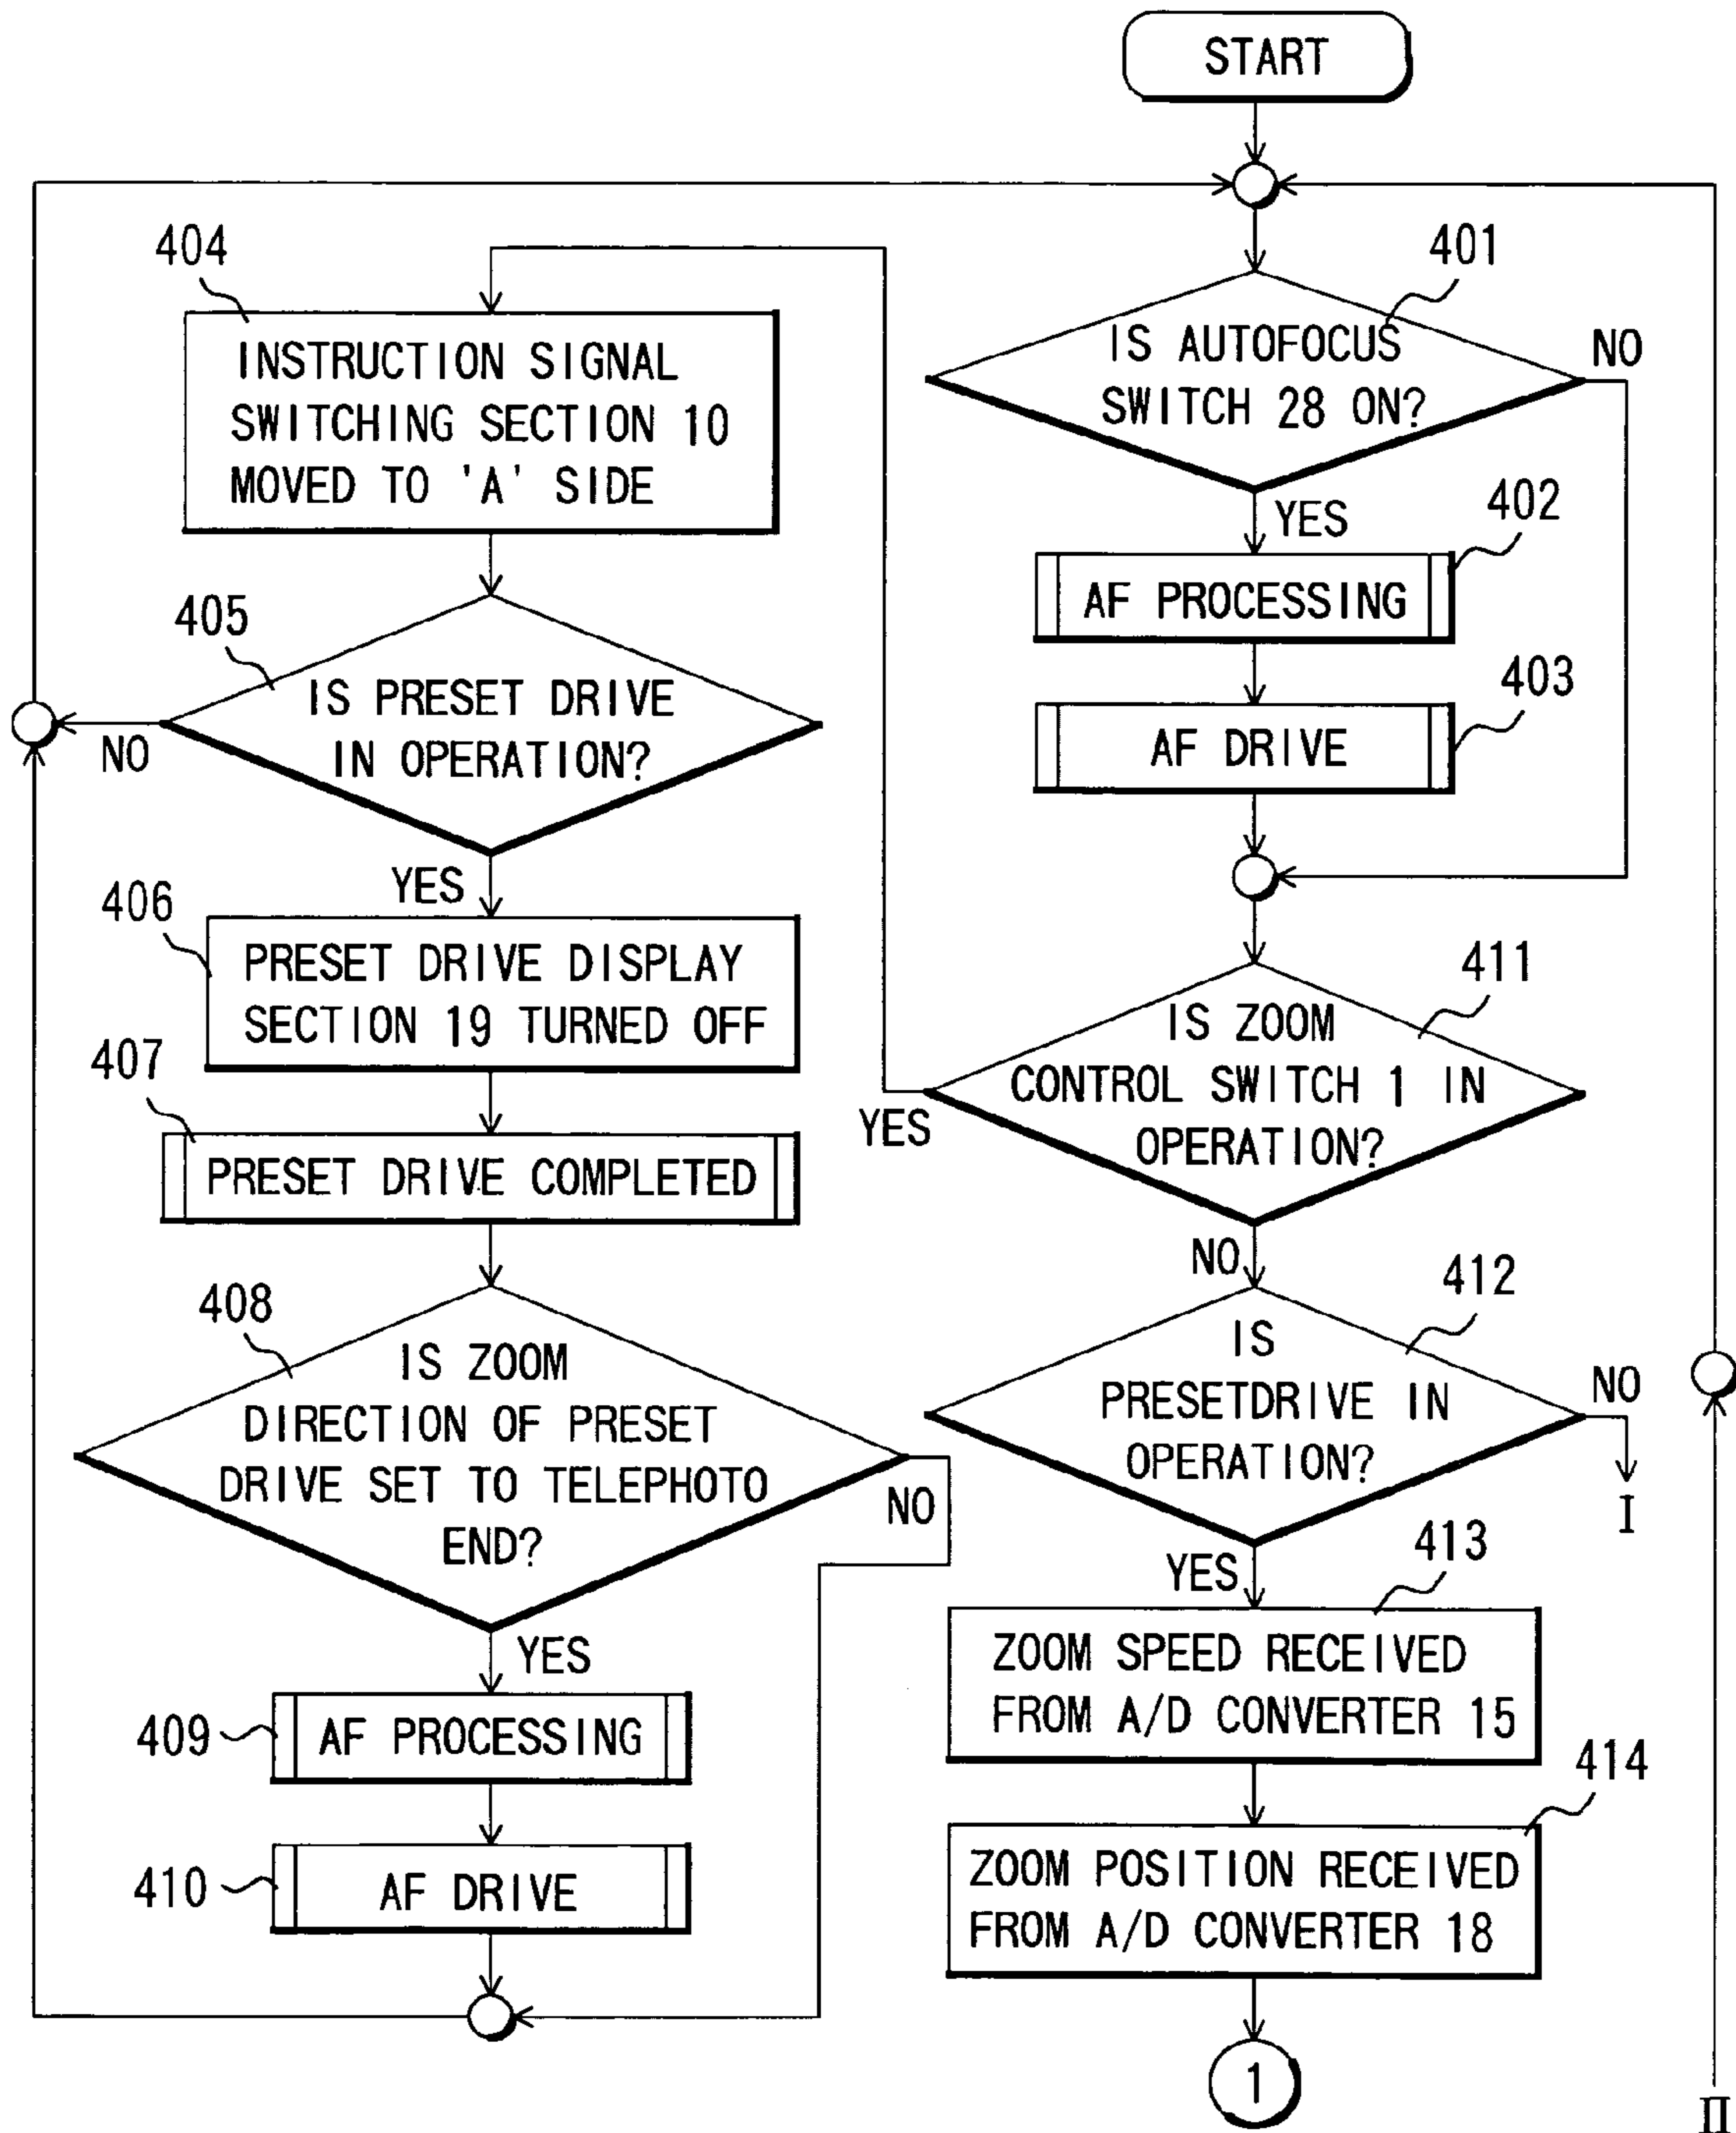 START
401
IS AUTOFOCUS
SWITCH 28 ON?
NO
YES
402
AF PROCESSING
403
AF DRIVE
411
IS ZOOM
CONTROL SWITCH 1 IN
OPERATION?
YES
NO
404
INSTRUCTION SIGNAL
SWITCHING SECTION 10
MOVED TO 'A' SIDE
405
IS PRESET DRIVE
IN OPERATION?
NO
YES
406
PRESET DRIVE DISPLAY
SECTION 19 TURNED OFF
407
PRESET DRIVE COMPLETED
408
IS ZOOM
DIRECTION OF PRESET
DRIVE SET TO TELEPHOTO
END?
NO
YES
409
AF PROCESSING
410
AF DRIVE
412
IS
PRESETDRIVE IN
OPERATION?
NO
I
YES
413
ZOOM SPEED RECEIVED
FROM A/D CONVERTER 15
414
ZOOM POSITION RECEIVED
FROM A/D CONVERTER 18
1
II